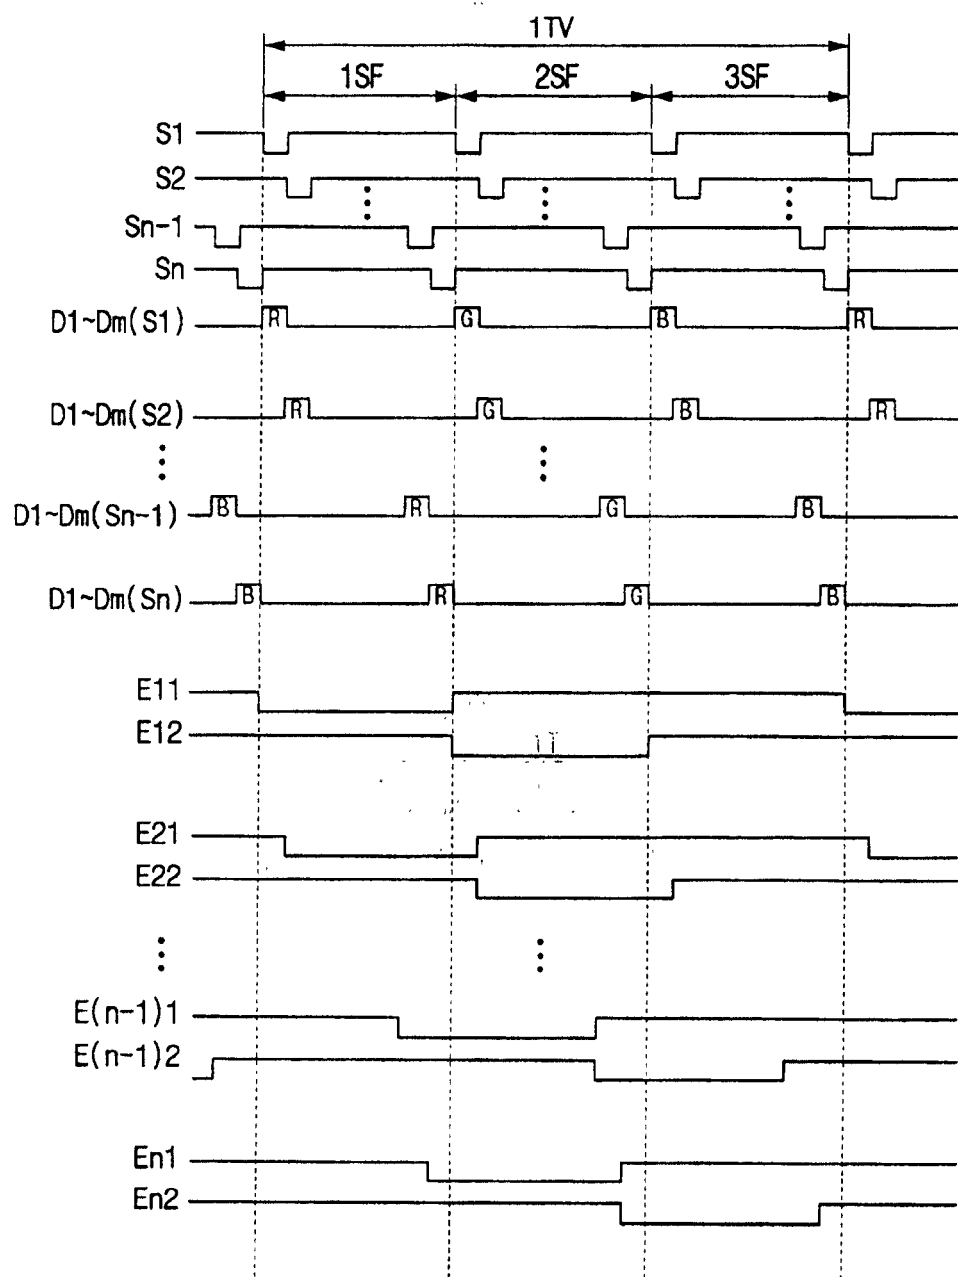 1TV
1SF 2SF 3SF
S1
S2
Sn-1
Sn
D1~Dm(S1) R G B R
D1~Dm(S2) R G B R
D1~Dm(Sn-1) B R G B
D1~Dm(Sn) B R G B
E11
E12
E21
E22
E(n-1)1
E(n-1)2
En1
En2